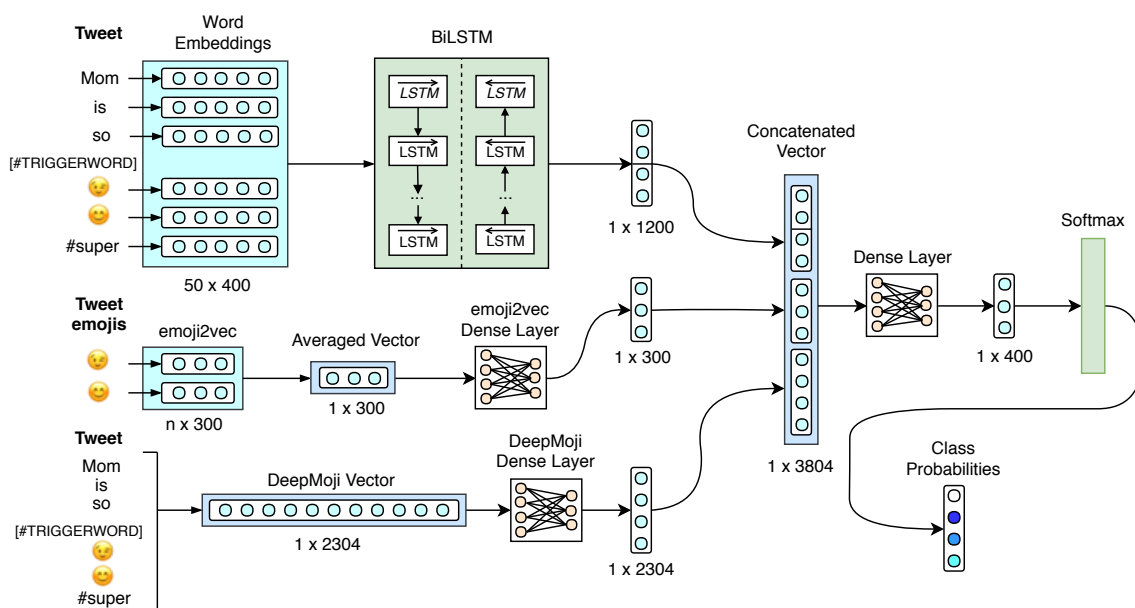 Tweet
Word
Embeddings
Mom
is
so
[#TRIGGERWORD]
#super
50 x 400
BiLSTM
LSTM
LSTM
...
LSTM
LSTM
LSTM
...
LSTM
1 x 1200
Tweet
emojis
emoji2vec
n x 300
Averaged Vector
1 x 300
emoji2vec
Dense Layer
1 x 300
Tweet
Mom
is
so
[#TRIGGERWORD]
#super
DeepMoji Vector
1 x 2304
DeepMoji
Dense Layer
1 x 2304
Concatenated
Vector
1 x 3804
Dense Layer
1 x 400
Softmax
Class
Probabilities